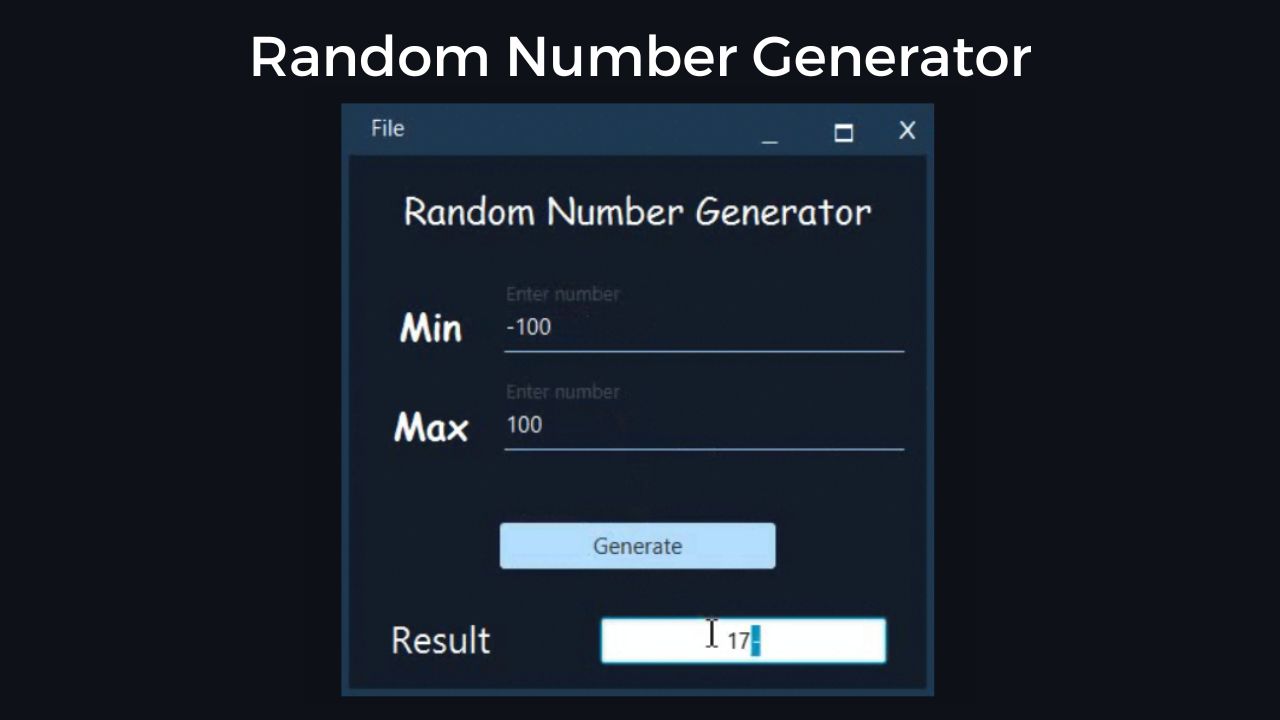 Random Number Generator
File
Random Number Generator
Enter number
Min -100
Enter number
Max 100
Generate
Result 17-